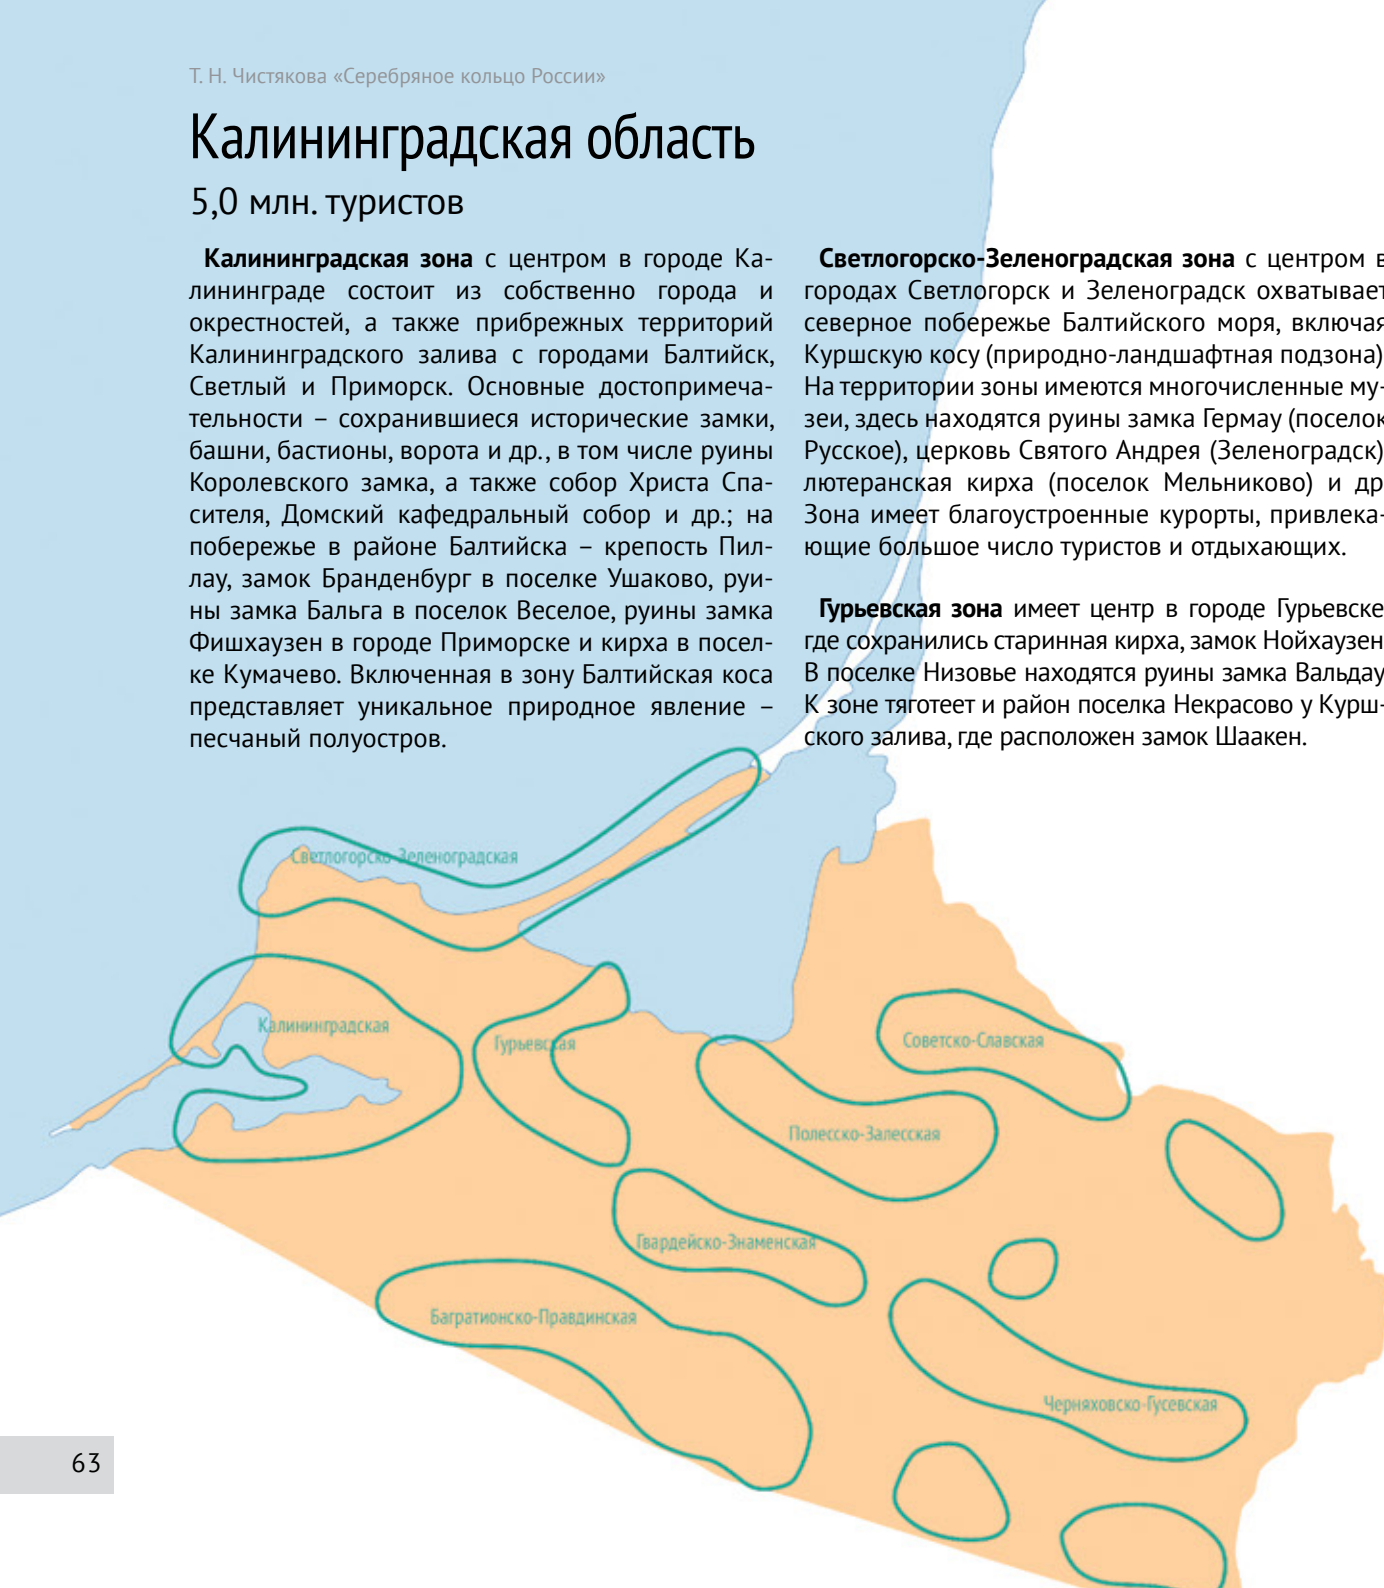 Т. Н. Чистякова «Серебряное кольцо России»
Калининградская область
5,0 млн. туристов
Калининградская зона с центром в городе Ка-
лининграде состоит из собственно города и
окрестностей, а также прибрежных территорий
Калининградского залива с городами Балтийск,
Светлый и Приморск. Основные достопримеча-
тельности – сохранившиеся исторические замки,
башни, бастионы, ворота и др., в том числе руины
Королевского замка, а также собор Христа Спа-
сителя, Домский кафедральный собор и др.; на
побережье в районе Балтийска – крепость Пил-
лау, замок Бранденбург в поселке Ушаково, руи-
ны замка Бальга в поселок Веселое, руины замка
Фишхаузен в городе Приморске и кирха в посел-
ке Кумачево. Включенная в зону Балтийская коса
представляет уникальное природное явление –
песчаный полуостров.
Светлогорско-Зеленоградская зона с центром в
городах Светлогорск и Зеленоградск охватывает
северное побережье Балтийского моря, включая
Куршскую косу (природно-ландшафтная подзона)
На территории зоны имеются многочисленные му-
зеи, здесь находятся руины замка Гермау (поселок
Русское), церковь Святого Андрея (Зеленоградск)
лютеранская кирха (поселок Мельниково) и др
Зона имеет благоустроенные курорты, привлека-
ющие большое число туристов и отдыхающих.
Гурьевская зона имеет центр в городе Гурьевске
где сохранились старинная кирха, замок Нойхаузен
В поселке Низовье находятся руины замка Вальдау
К зоне тяготеет и район поселка Некрасово у Курш-
ского залива, где расположен замок Шаакен.
Светлогорско-Зеленоградская
Калининградская
Гурьевская
Советско-Славская
Полесско-Залесская
Гвардейско-Знаменская
Багратионско-Правдинская
Черняховско-Гусевская
63